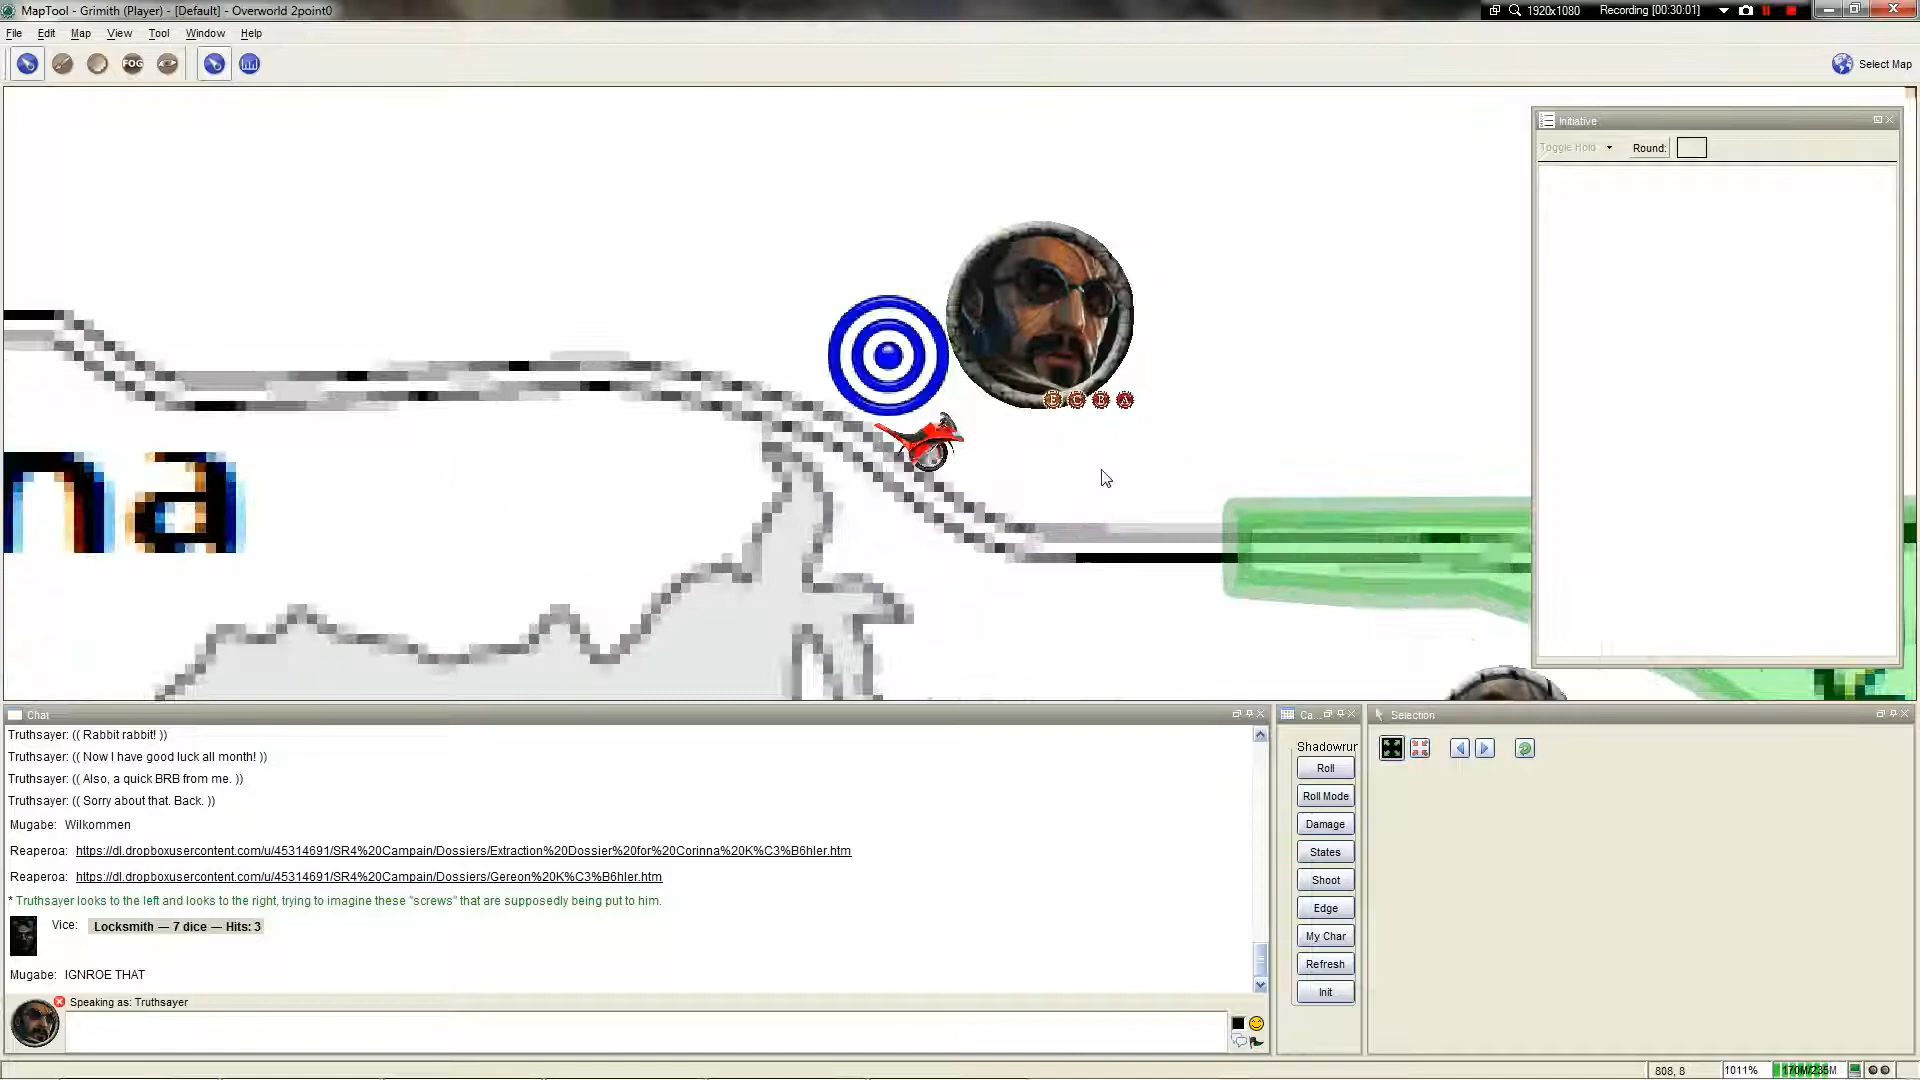 MapTool - Grimith (Player) - [Default] - Overworld 2point0
1920x1080 Recording [00:30:01]
File Edit Map View Tool Window Help
FOG
Select Map
Initiative
Toggle Hold Round:
na
E C E A
Chat
Truthsayer: (( Rabbit rabbit! ))
Truthsayer: (( Now I have good luck all month! ))
Truthsayer: (( Also, a quick BRB from me. ))
Truthsayer: (( Sorry about that. Back. ))
Mugabe: Wilkommen
Reaperoa: https://dl.dropboxusercontent.com/u/45314691/SR4%20Campain/Dossiers/Extraction%20Dossier%20for%20Corinna%20K%C3%B6hler.htm
Reaperoa: https://dl.dropboxusercontent.com/u/45314691/SR4%20Campain/Dossiers/Gereon%20K%C3%B6hler.htm
* Truthsayer looks to the left and looks to the right, trying to imagine these "screws" that are supposedly being put to him.
Vice: Locksmith — 7 dice — Hits: 3
Mugabe: IGNROE THAT
Speaking as: Truthsayer
Ca...
Shadowrur
Roll
Roll Mode
Damage
States
Shoot
Edge
My Char
Refresh
Init
Selection
808, 8 1011% 170M/235M